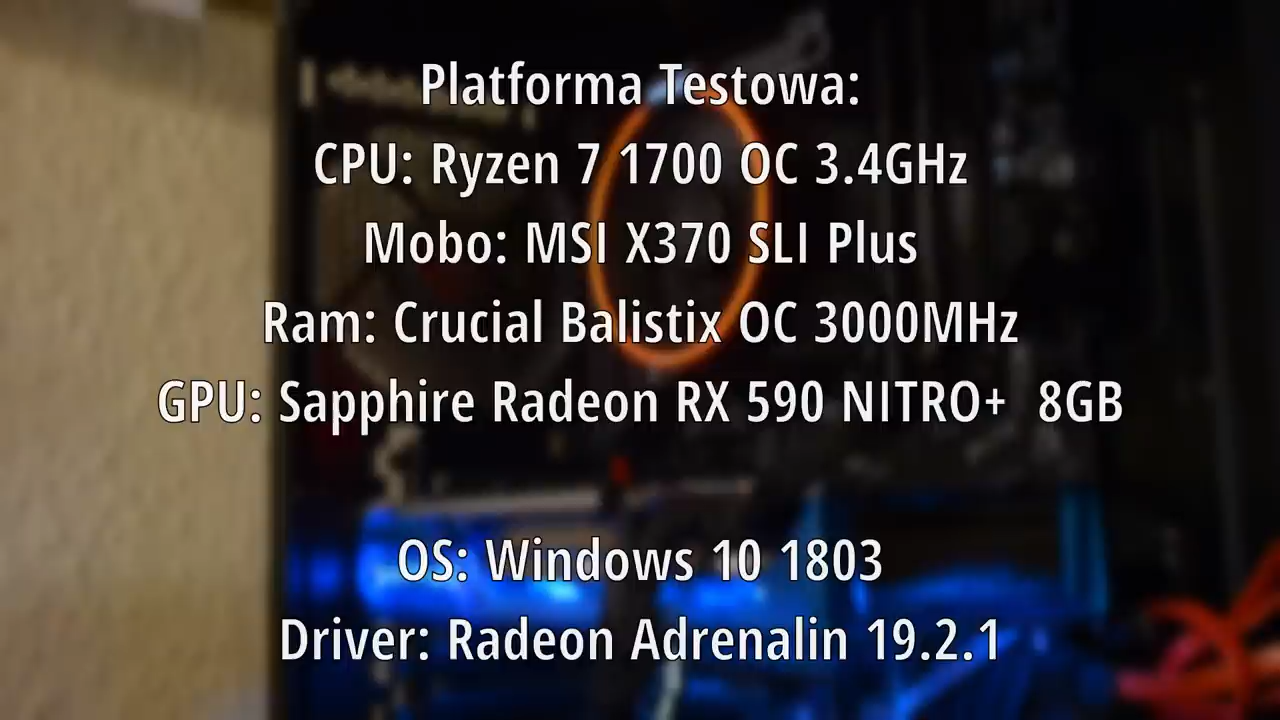 Platforma Testowa:
CPU: Ryzen 7 1700 OC 3.4GHz
Mobo: MSI X370 SLI Plus
Ram: Crucial Balistix OC 3000MHz
GPU: Sapphire Radeon RX 590 NITRO+ 8GB
OS: Windows 10 1803
Driver: Radeon Adrenalin 19.2.1